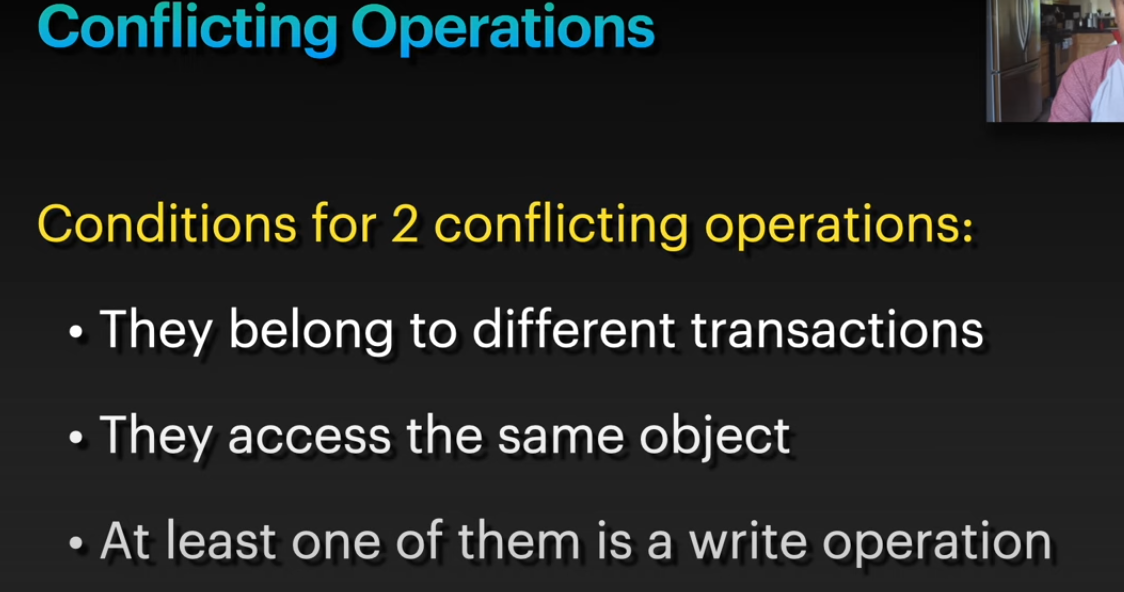 Conflicting Operations
Conditions for 2 conflicting operations:
• They belong to different transactions
• They access the same object
• At least one of them is a write operation